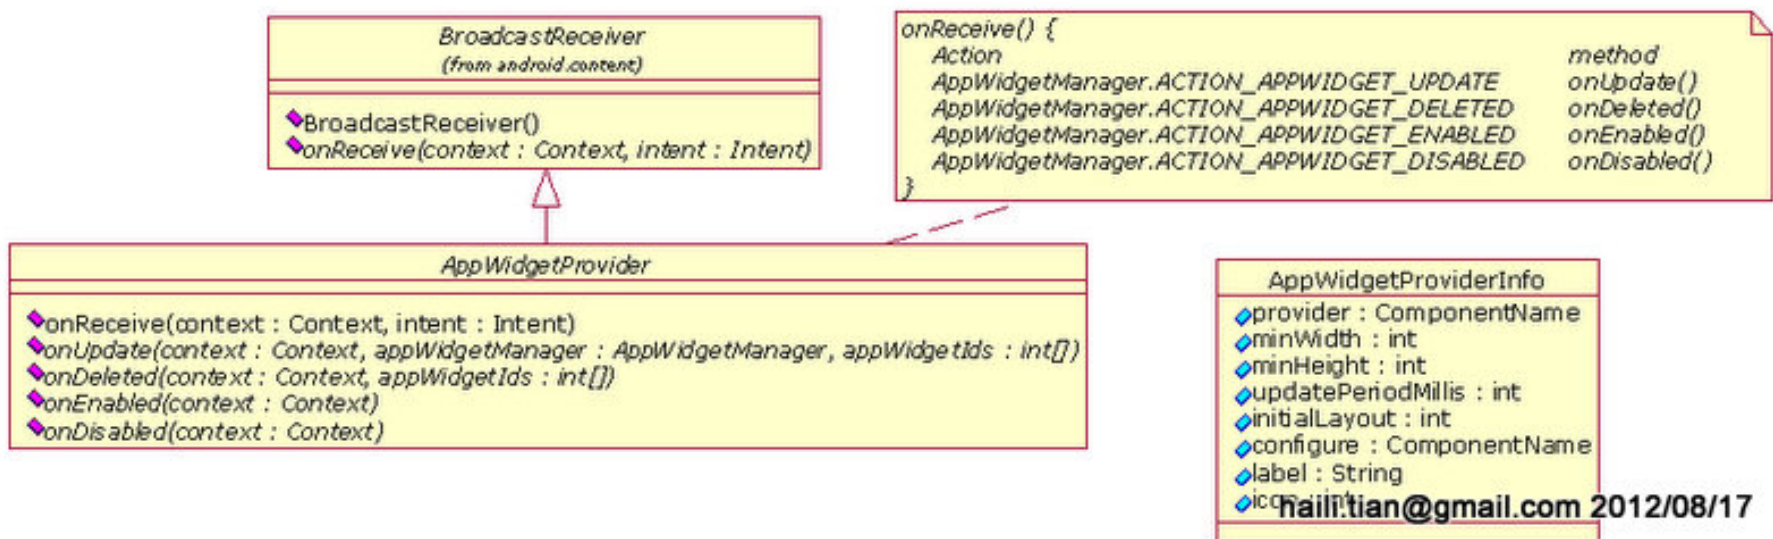 BroadcastReceiver
(from android.content)
BroadcastReceiver()
onReceive(context : Context, intent : Intent)
onReceive() {
Action method
AppWidgetManager.ACTION_APPWIDGET_UPDATE onUpdate()
AppWidgetManager.ACTION_APPWIDGET_DELETED onDeleted()
AppWidgetManager.ACTION_APPWIDGET_ENABLED onEnabled()
AppWidgetManager.ACTION_APPWIDGET_DISABLED onDisabled()
}
AppWidgetProvider
onReceive(context : Context, intent : Intent)
onUpdate(context : Context, appWidgetManager : AppWidgetManager, appWidgetIds : int[])
onDeleted(context : Context, appWidgetIds : int[])
onEnabled(context : Context)
onDisabled(context : Context)
AppWidgetProviderInfo
provider : ComponentName
minWidth : int
minHeight : int
updatePeriodMillis : int
initialLayout : int
configure : ComponentName
label : String
icon : int
haili.tian@gmail.com 2012/08/17